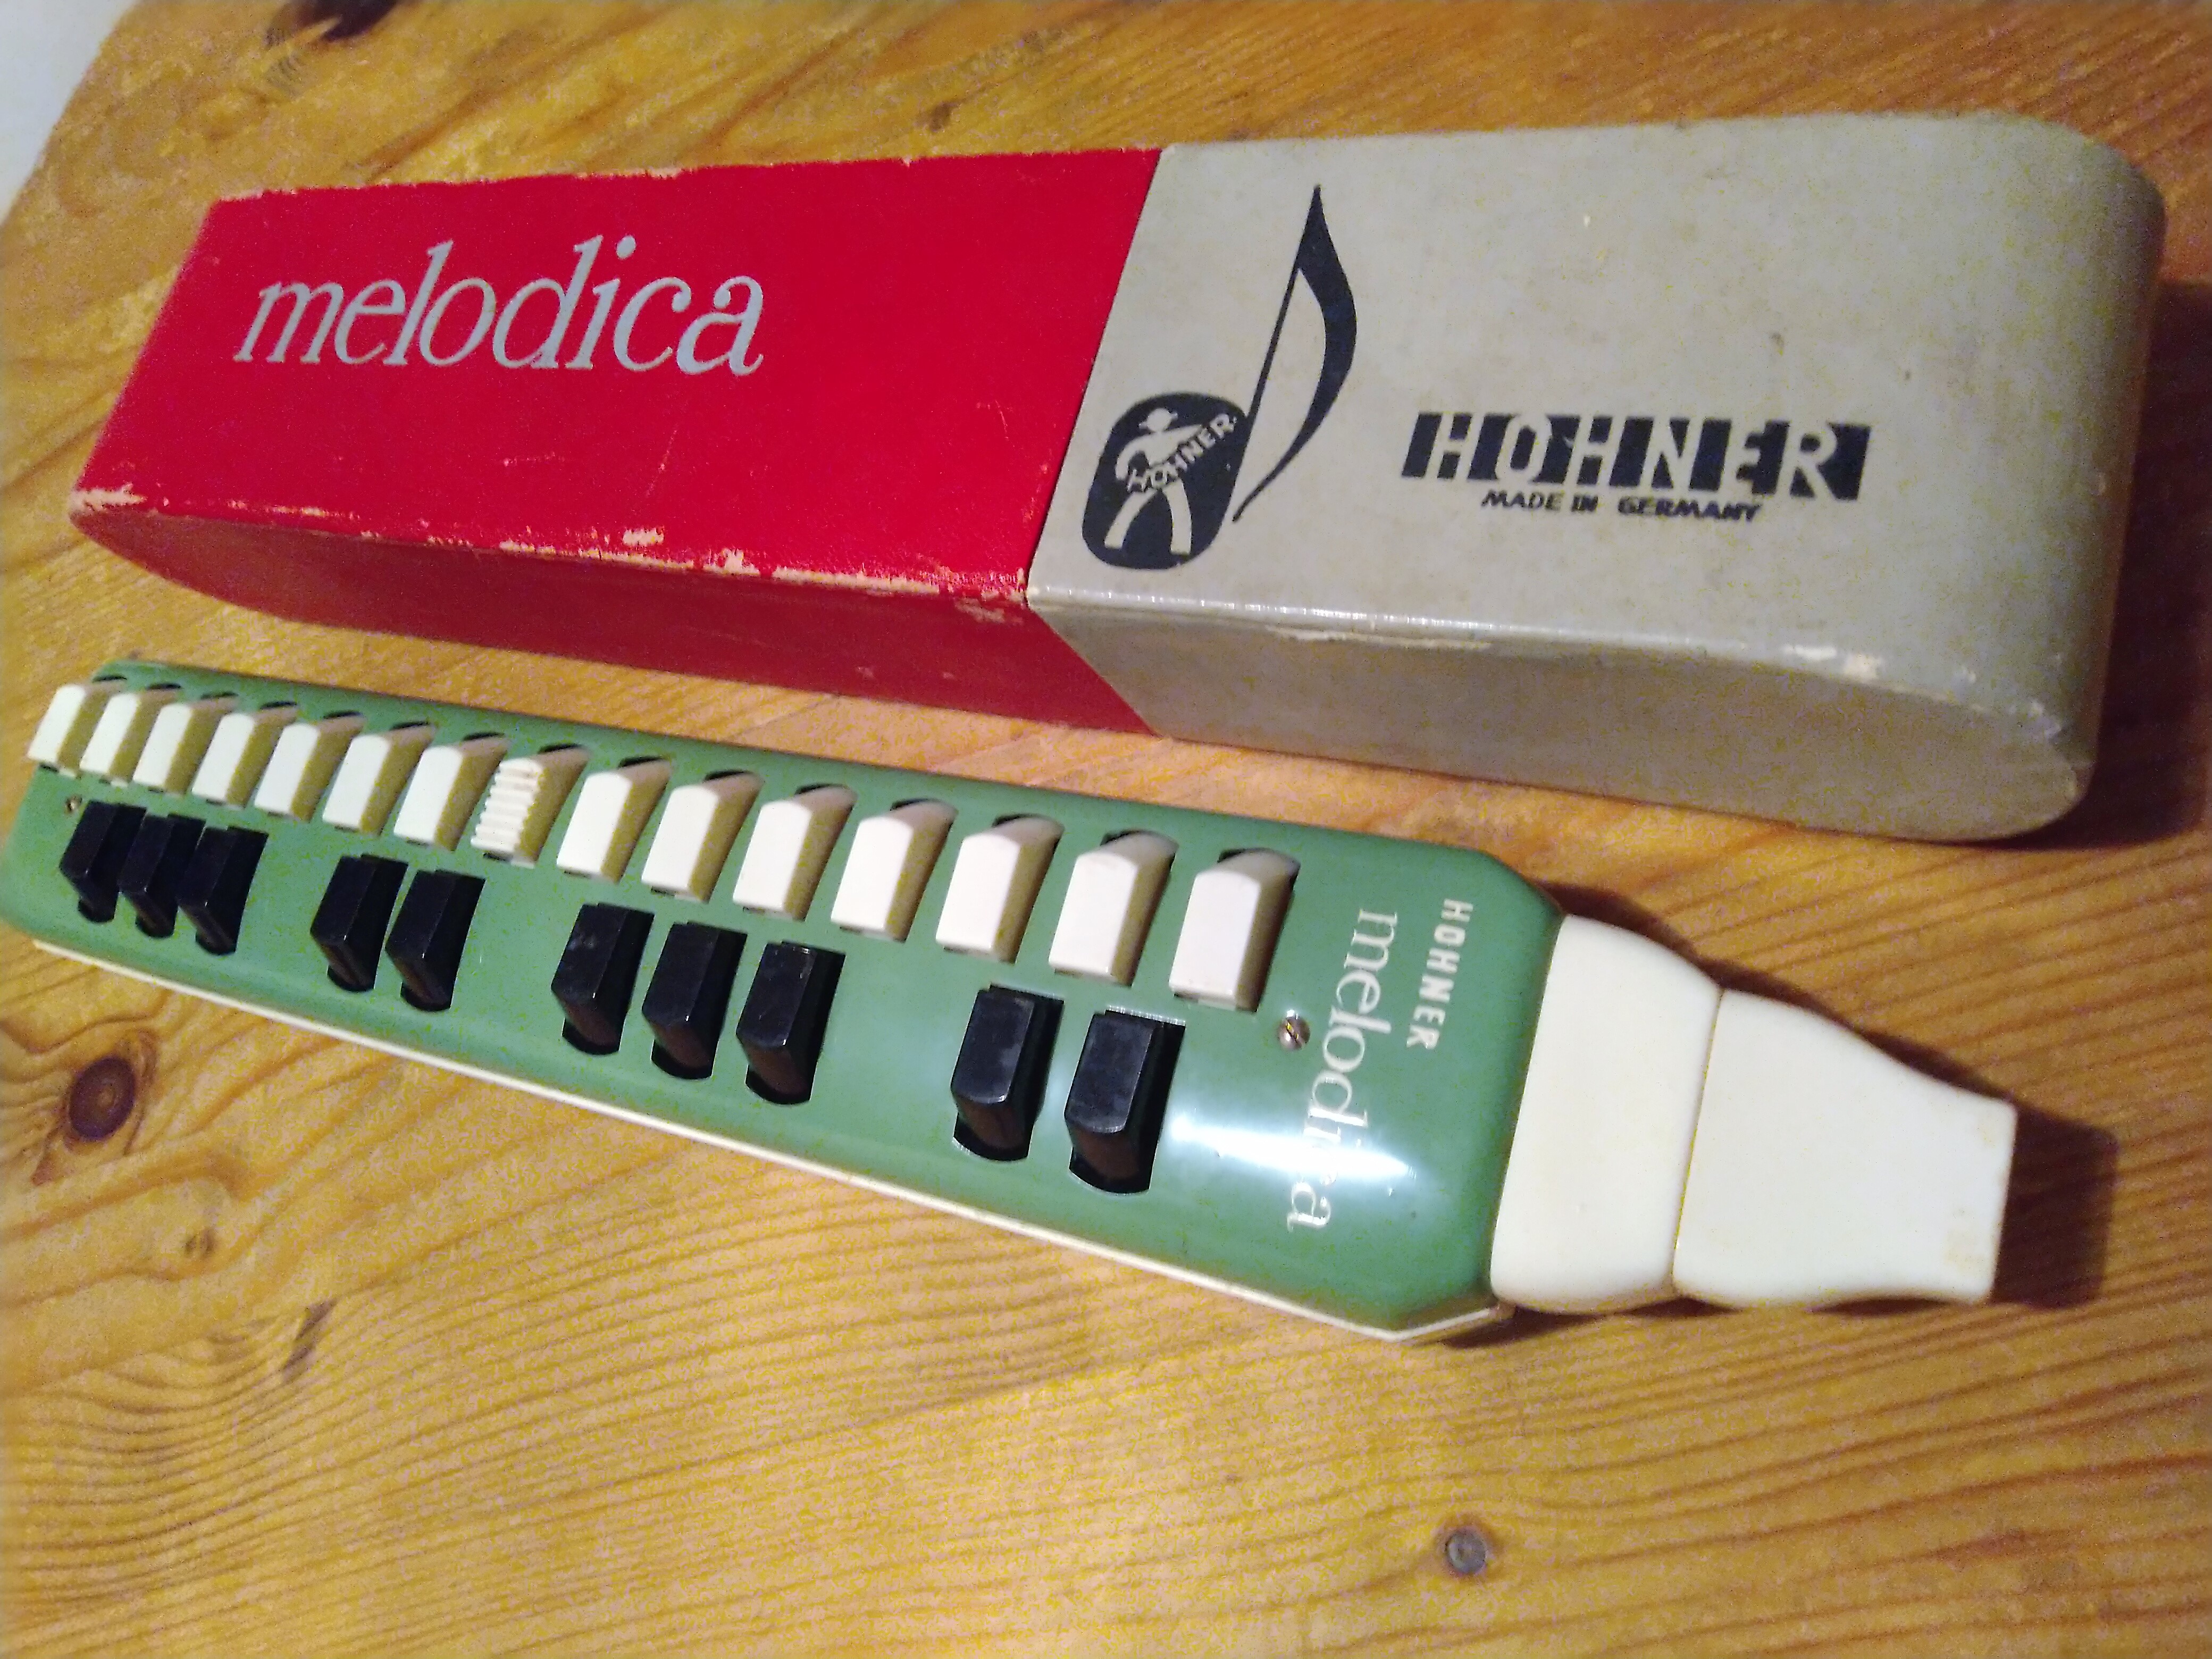 melodica
HOHNER
HOHNER
MADE IN GERMANY
HOHNER
melodica